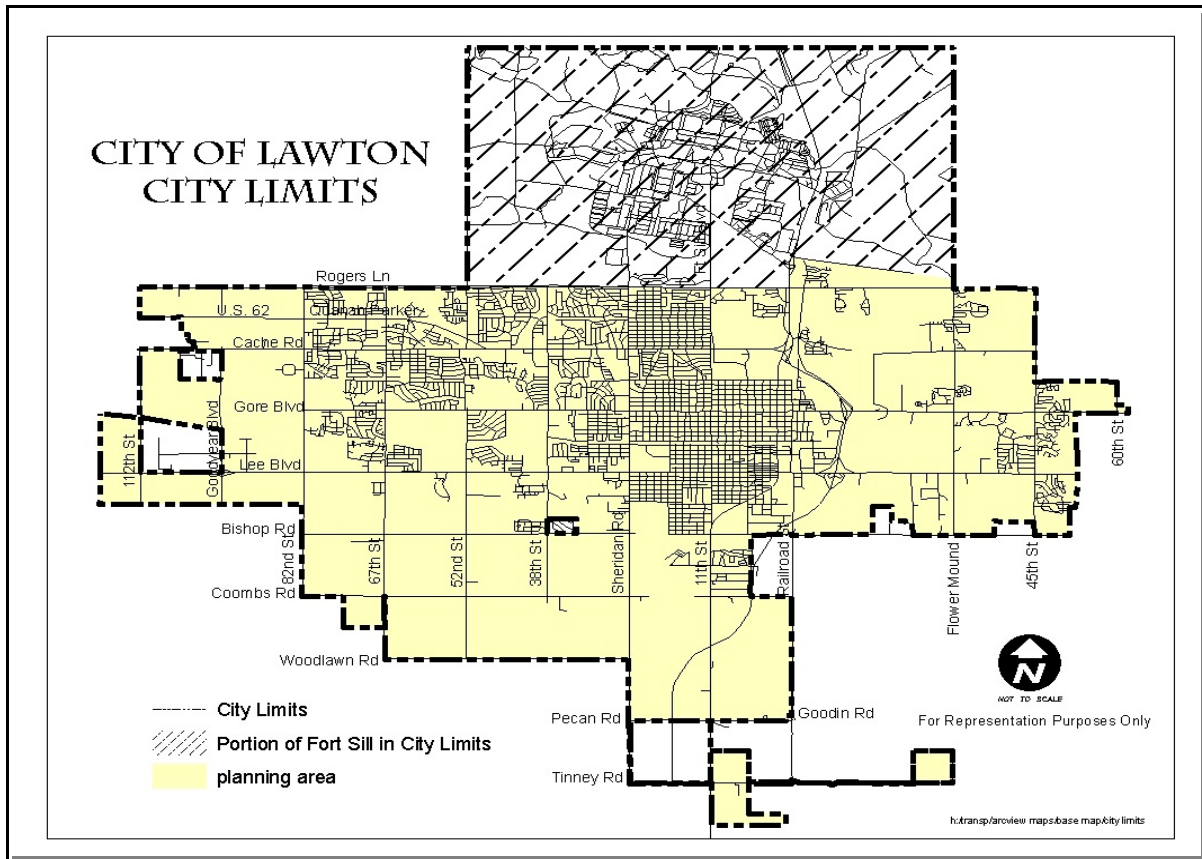 CITY OF LAWTON
CITY LIMITS
Rogers Ln
U.S. 62
Quanah Parker
Cache Rd
Gore Blvd
112th St
Goodyear Blvd
Lee Blvd
60th St
Bishop Rd
82nd St
67th St
52nd St
38th St
Sheridan Rd
11th St
Railroad St
Flower Mound
45th St
Coombs Rd
Woodlawn Rd
N
NOT TO SCALE
City Limits
Pecan Rd
Goodin Rd
For Representation Purposes Only
Portion of Fort Sill in City Limits
planning area
Tinney Rd
h:/transp/arcview maps/base map/city limits